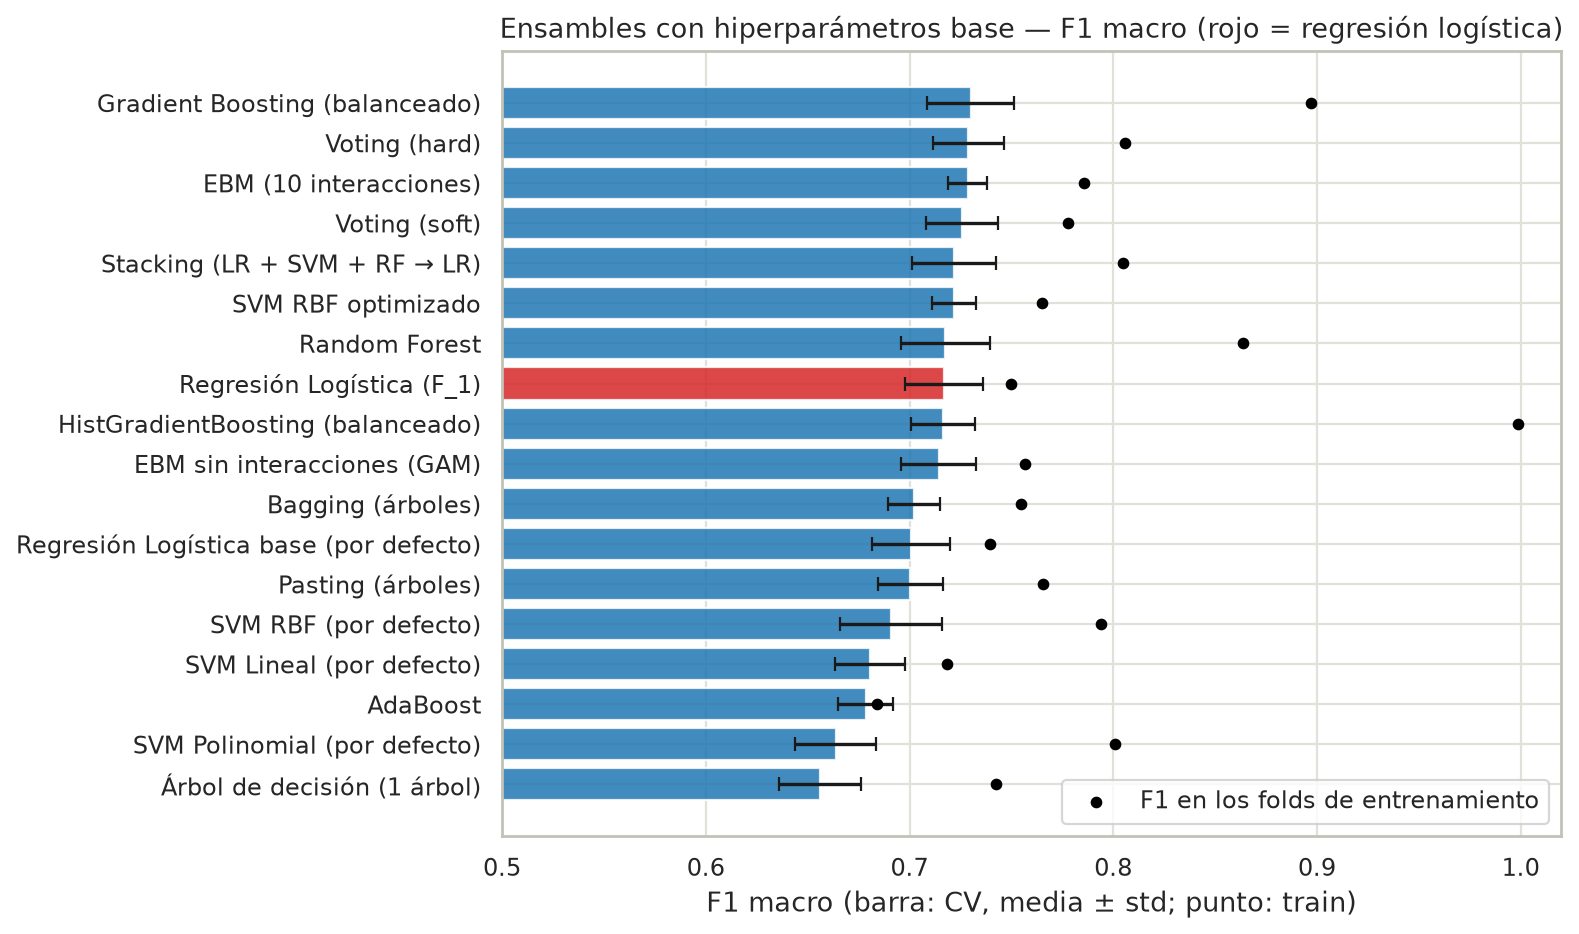 Ensambles con hiperparámetros base — F1 macro (rojo = regresión logística)
Gradient Boosting (balanceado)
Voting (hard)
EBM (10 interacciones)
Voting (soft)
Stacking (LR + SVM + RF → LR)
SVM RBF optimizado
Random Forest
Regresión Logística (F_1)
HistGradientBoosting (balanceado)
EBM sin interacciones (GAM)
Bagging (árboles)
Regresión Logística base (por defecto)
Pasting (árboles)
SVM RBF (por defecto)
SVM Lineal (por defecto)
AdaBoost
SVM Polinomial (por defecto)
Árbol de decisión (1 árbol)
F1 en los folds de entrenamiento
0.5 0.6 0.7 0.8 0.9 1.0
F1 macro (barra: CV, media ± std; punto: train)